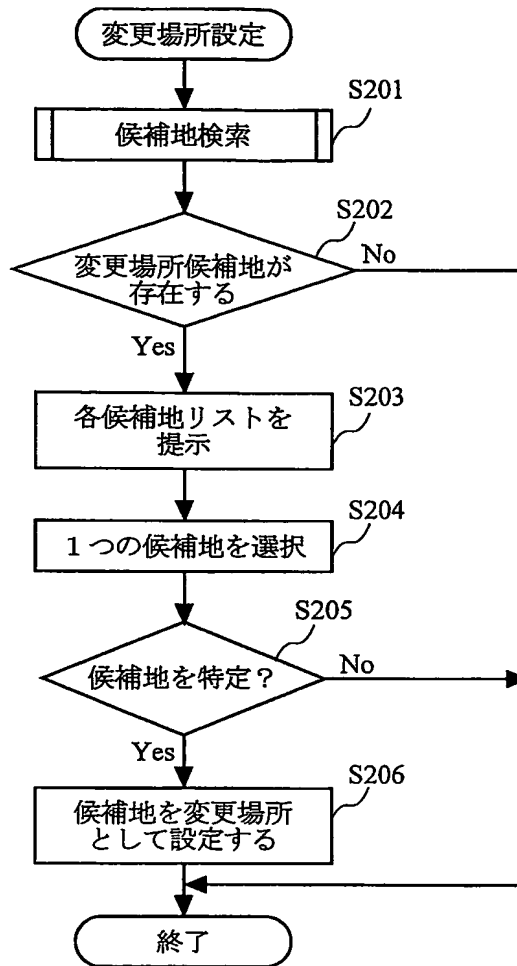 変更場所設定
S201
候補地検索
S202
変更場所候補地が
存在する
No
Yes
S203
各候補地リストを
提示
S204
1つの候補地を選択
S205
候補地を特定?
No
Yes
S206
候補地を変更場所
として設定する
終了